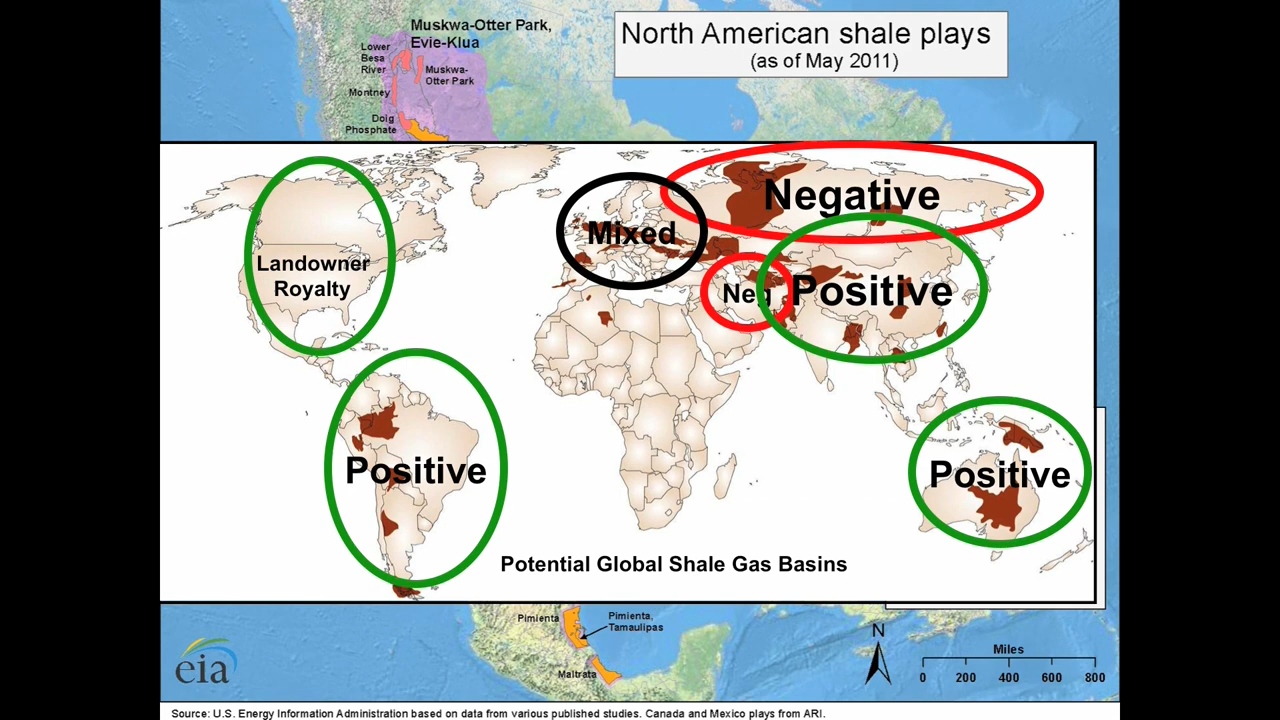 North American shale plays
(as of May 2011)
Muskwa-Otter Park,
Evie-Klua
Lower
Besa
River
Muskwa-
Otter Park
Montney
Doig
Phosphate
Negative
Mixed
Landowner
Royalty
Neg
Positive
Positive
Positive
Potential Global Shale Gas Basins
Pimienta
Pimienta,
Tamaulipas
Maltrata
eia
N
Miles
0 200 400 600 800
Source: U.S. Energy Information Administration based on data from various published studies. Canada and Mexico plays from ARI.